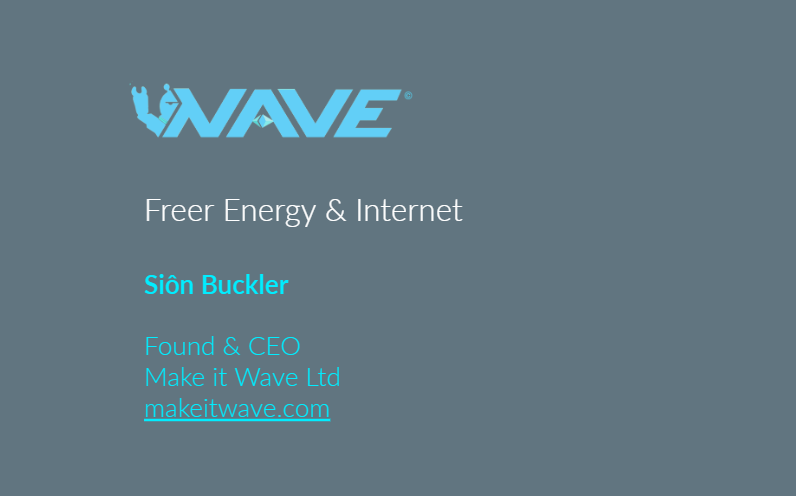 WAVE ©
Freer Energy & Internet
Siôn Buckler
Found & CEO
Make it Wave Ltd
makeitwave.com